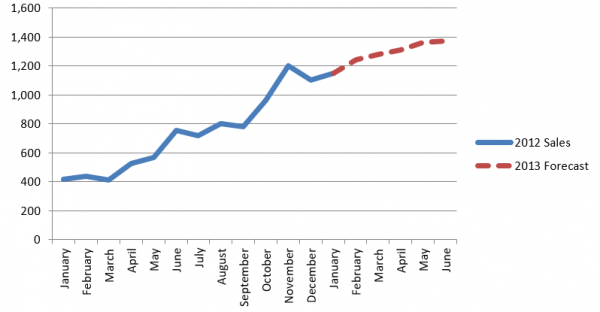 1,600
1,400
1,200
1,000
800
600
400
200
0
January
February
March
April
May
June
July
August
September
October
November
December
January
February
March
April
May
June
2012 Sales
2013 Forecast